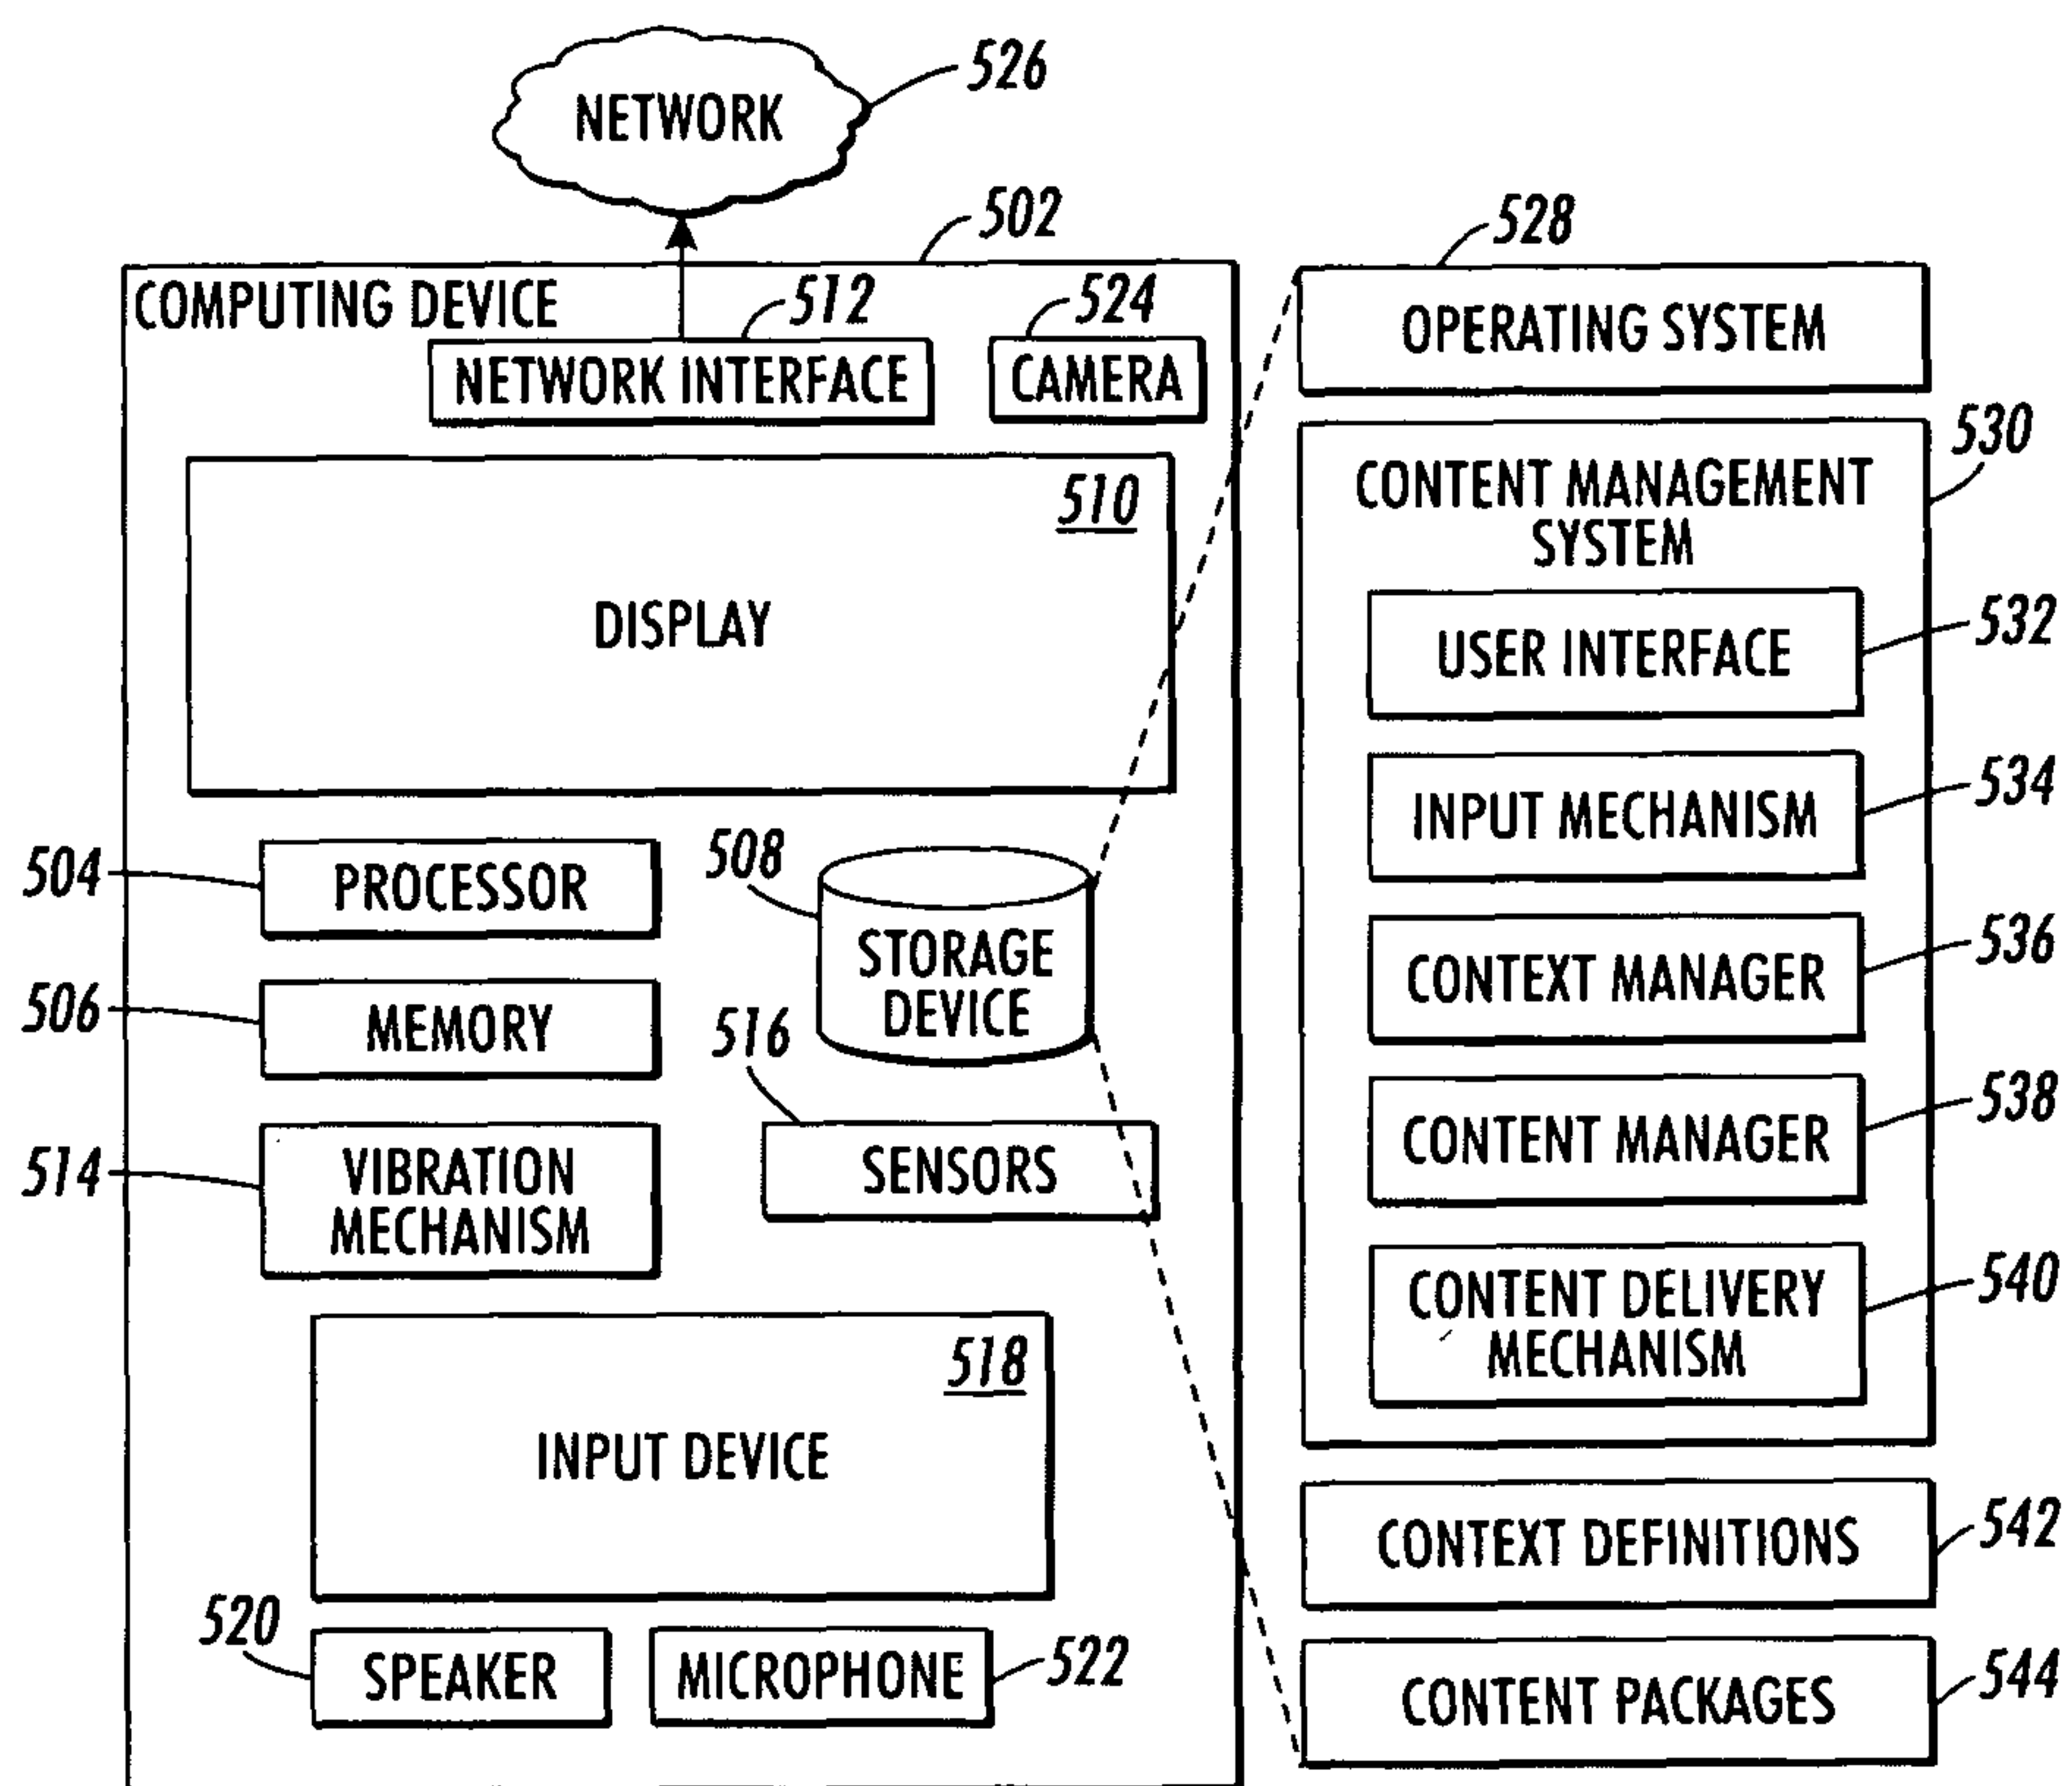 NETWORK
526
502
528
COMPUTING DEVICE
512
524
NETWORK INTERFACE
CAMERA
OPERATING SYSTEM
530
510
DISPLAY
CONTENT MANAGEMENT
SYSTEM
USER INTERFACE
532
INPUT MECHANISM
534
504
PROCESSOR
508
STORAGE
DEVICE
CONTEXT MANAGER
536
506
MEMORY
516
SENSORS
CONTENT MANAGER
538
514
VIBRATION
MECHANISM
CONTENT DELIVERY
MECHANISM
540
518
INPUT DEVICE
CONTEXT DEFINITIONS
542
520
SPEAKER
MICROPHONE
522
CONTENT PACKAGES
544